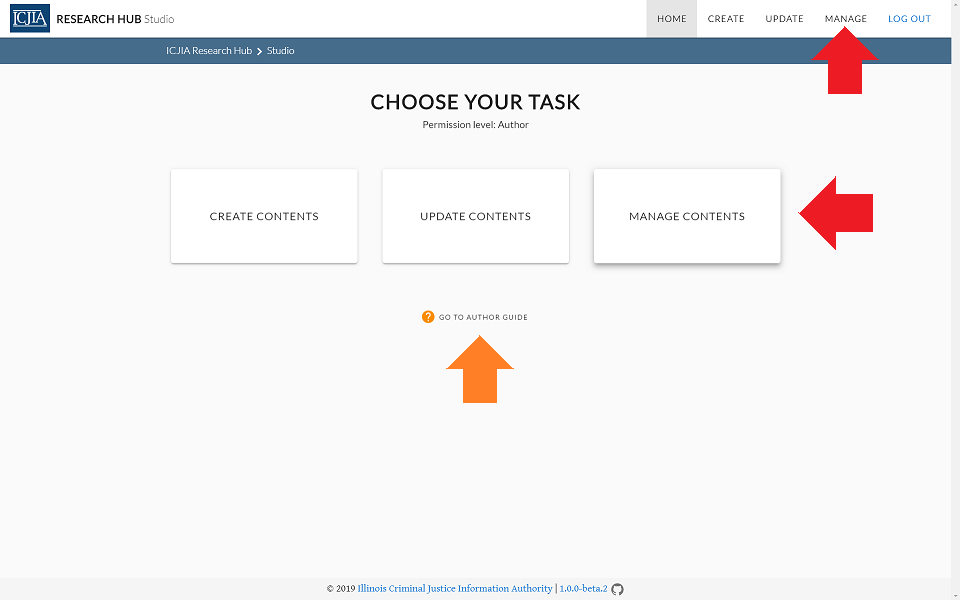 ICJIA RESEARCH HUB Studio HOME CREATE UPDATE MANAGE LOG OUT
ICJIA Research Hub > Studio
CHOOSE YOUR TASK
Permission level: Author
CREATE CONTENTS UPDATE CONTENTS MANAGE CONTENTS
? GO TO AUTHOR GUIDE
© 2019 Illinois Criminal Justice Information Authority | 1.0.0-beta.2